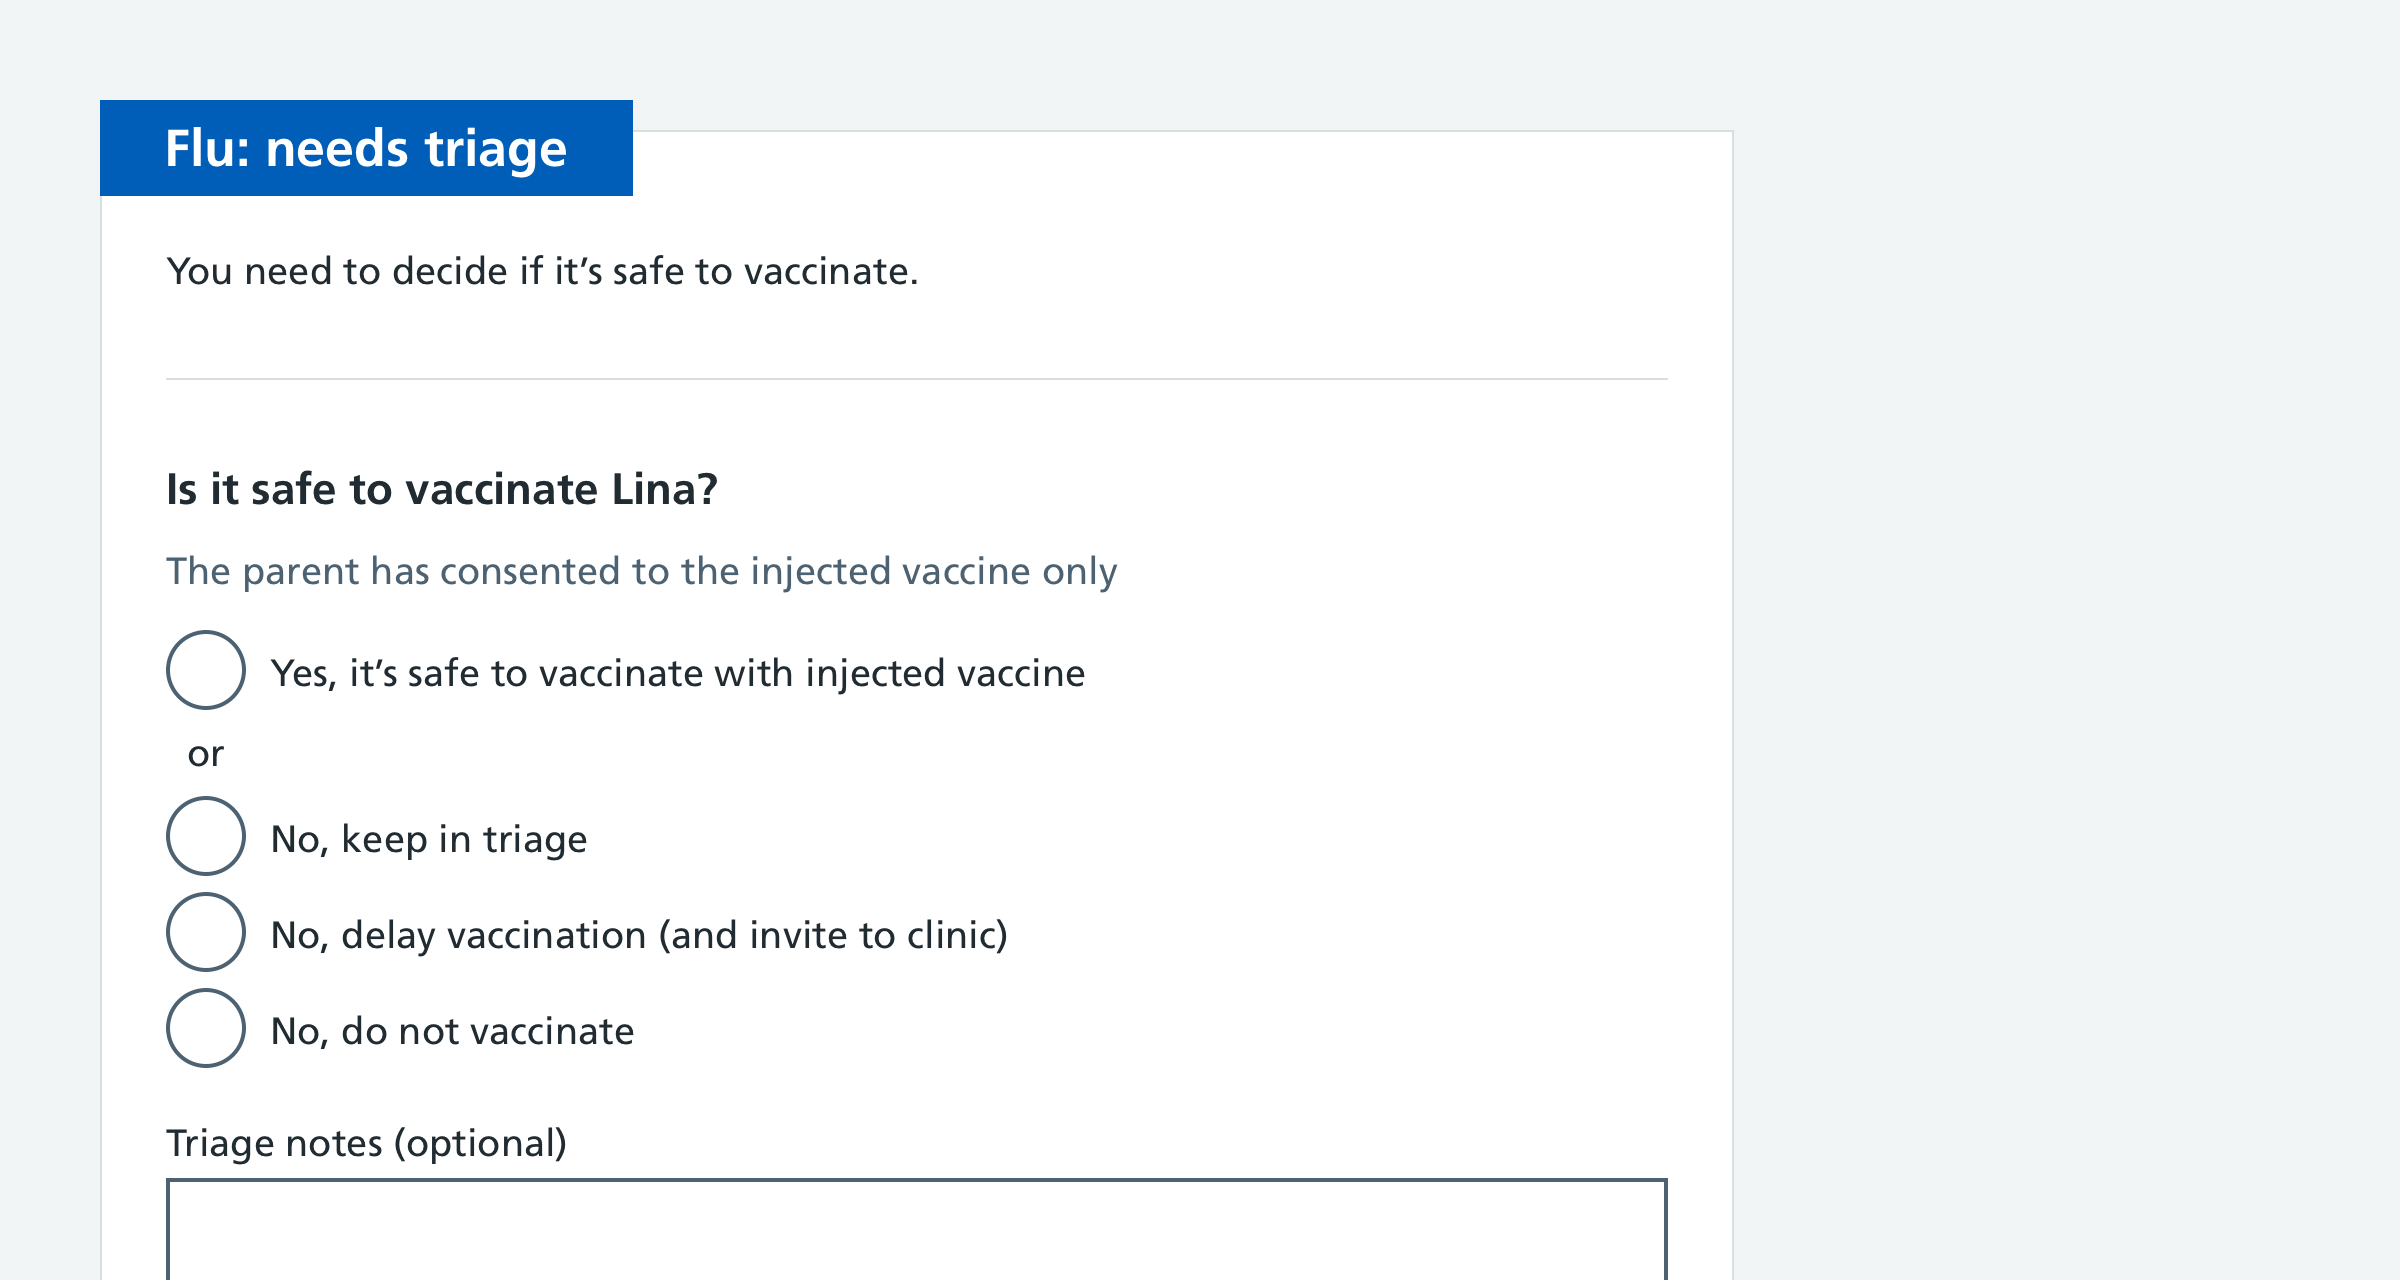 Flu: needs triage
You need to decide if it’s safe to vaccinate.
Is it safe to vaccinate Lina?
The parent has consented to the injected vaccine only
Yes, it’s safe to vaccinate with injected vaccine
or
No, keep in triage
No, delay vaccination (and invite to clinic)
No, do not vaccinate
Triage notes (optional)